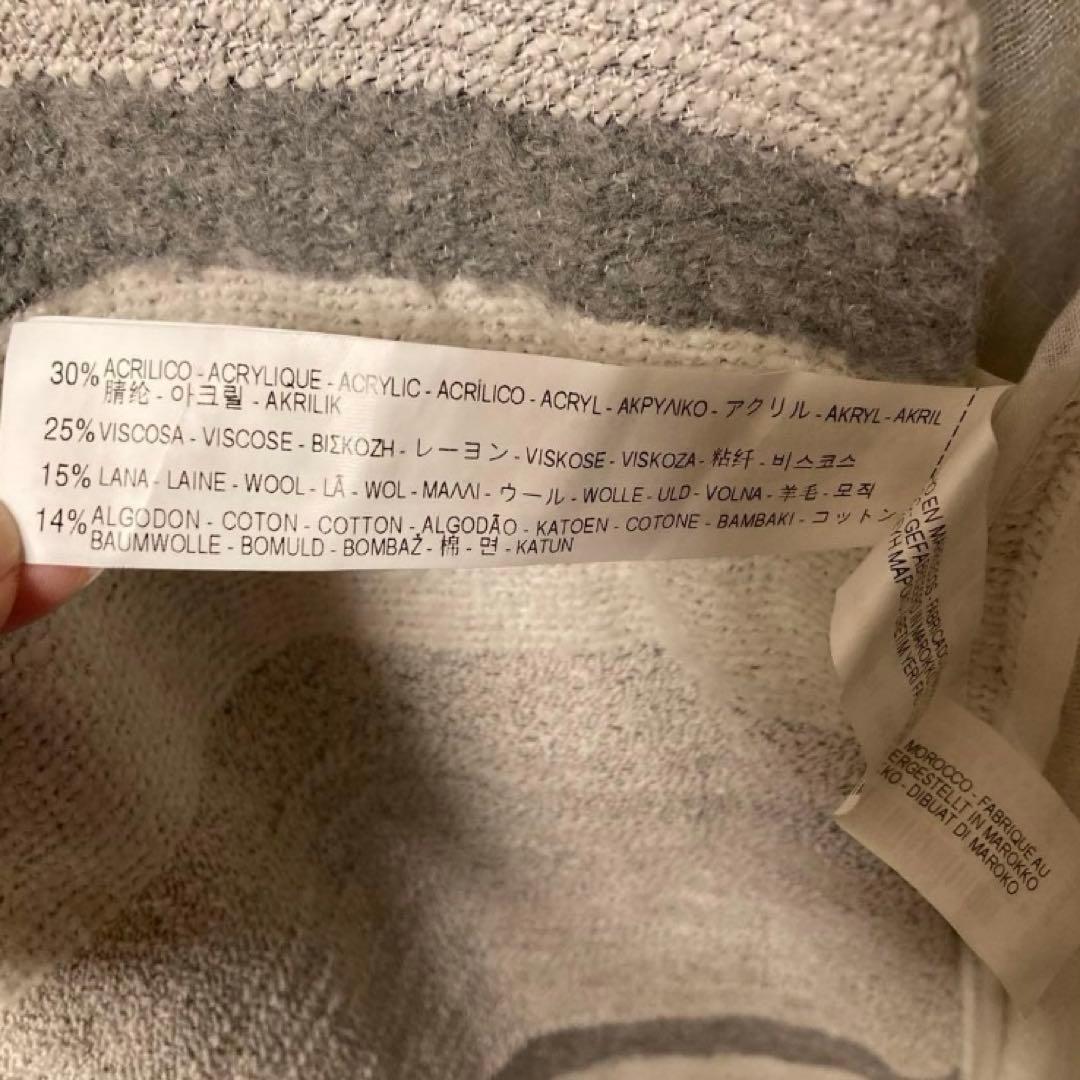 30% ACRILICO - ACRYLIQUE - ACRYLIC - ACRÍLICO - ACRYL - ΑΚΡΥΛΙΚΟ - アクリル - AKRYL - AKRIL
腈纶 - 아크릴 - AKRILIK
25% VISCOSA - VISCOSE - ΒΙΣΚΟΖΗ - レーヨン - VISKOSE - VISKOZA - 粘纤 - 비스코스
15% LANA - LAINE - WOOL - LÃ - WOL - ΜΑΛΛΙ - ウール - WOLLE - ULD - VOLNA - 羊毛 - 모직
14% ALGODON - COTON - COTTON - ALGODÃO - KATOEN - COTONE - BAMBAKI - コットン
BAUMWOLLE - BOMULD - BOMBAŽ - 棉 - 면 - KATUN
MOROCCO - FABRIQUE AU
ERGESTELLT IN MAROKKO
KO - DIBUAT DI MAROKO